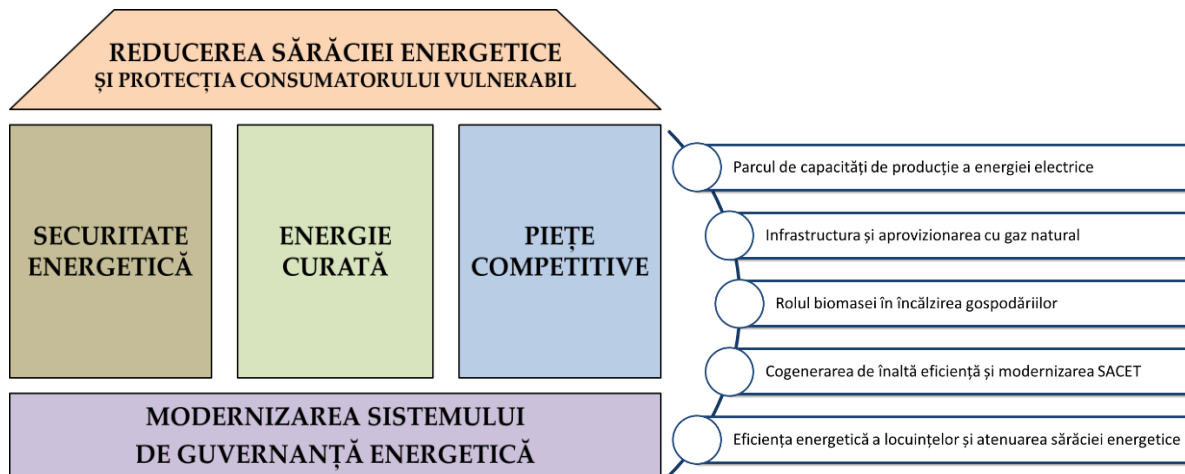 REDUCEREA SĂRĂCIEI ENERGETICE
ȘI PROTECȚIA CONSUMATORULUI VULNERABIL
SECURITATE
ENERGETICĂ
ENERGIE
CURATĂ
PIEȚE
COMPETITIVE
MODERNIZAREA SISTEMULUI
DE GUVERNANȚĂ ENERGETICĂ
Parcul de capacități de producție a energiei electrice
Infrastructura și aprovizionarea cu gaz natural
Rolul biomasei în încălzirea gospodăriilor
Cogenerarea de înaltă eficiență și modernizarea SACET
Eficiența energetică a locuințelor și atenuarea sărăciei energetice